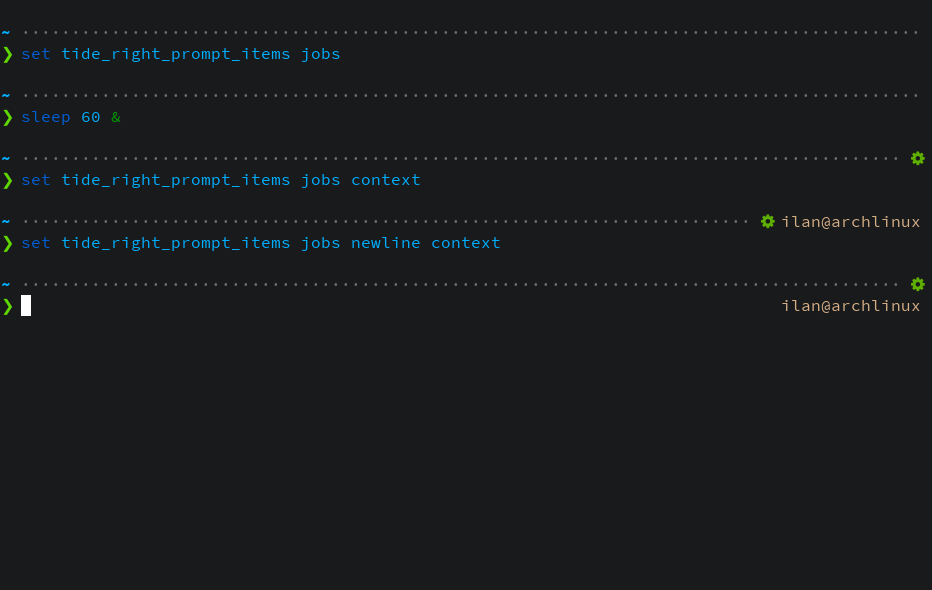 ~ ··········································································································
❯ set tide_right_prompt_items jobs
~ ··········································································································
❯ sleep 60 &
~ ········································································································
❯ set tide_right_prompt_items jobs context
~ ········································································· ilan@archlinux
❯ set tide_right_prompt_items jobs newline context
~ ········································································································
❯ ilan@archlinux